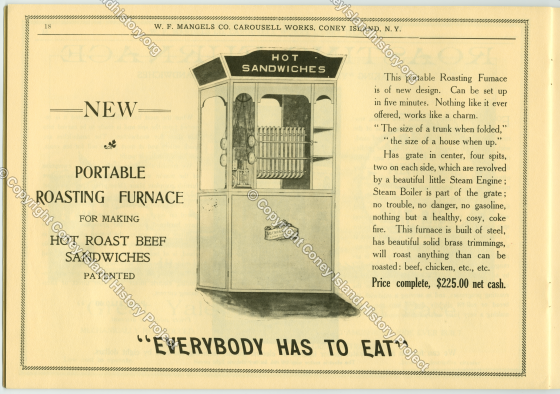 18
W. F. MANGELS CO. CAROUSELL WORKS, CONEY ISLAND, N. Y.
NEW
PORTABLE
ROASTING FURNACE
FOR MAKING
HOT ROAST BEEF
SANDWICHES
PATENTED
HOT
SANDWICHES
This portable Roasting Furnace
is of new design. Can be set up
in five minutes. Nothing like it ever
offered, works like a charm.
"The size of a trunk when folded,"
"the size of a house when up."
Has grate in center, four spits,
two on each side, which are revolved
by a beautiful little Steam Engine;
Steam Boiler is part of the grate;
no trouble, no danger, no gasoline,
nothing but a healthy, cosy, coke
fire. This furnace is built of steel,
has beautiful solid brass trimmings,
will roast anything than can be
roasted: beef, chicken, etc., etc.
Price complete, $225.00 net cash.
"EVERYBODY HAS TO EAT"
Copyright Coney Island History Project
Copyright Coney Island History Project
Copyright ConeyIsland History Project
coneyislandhistory.org